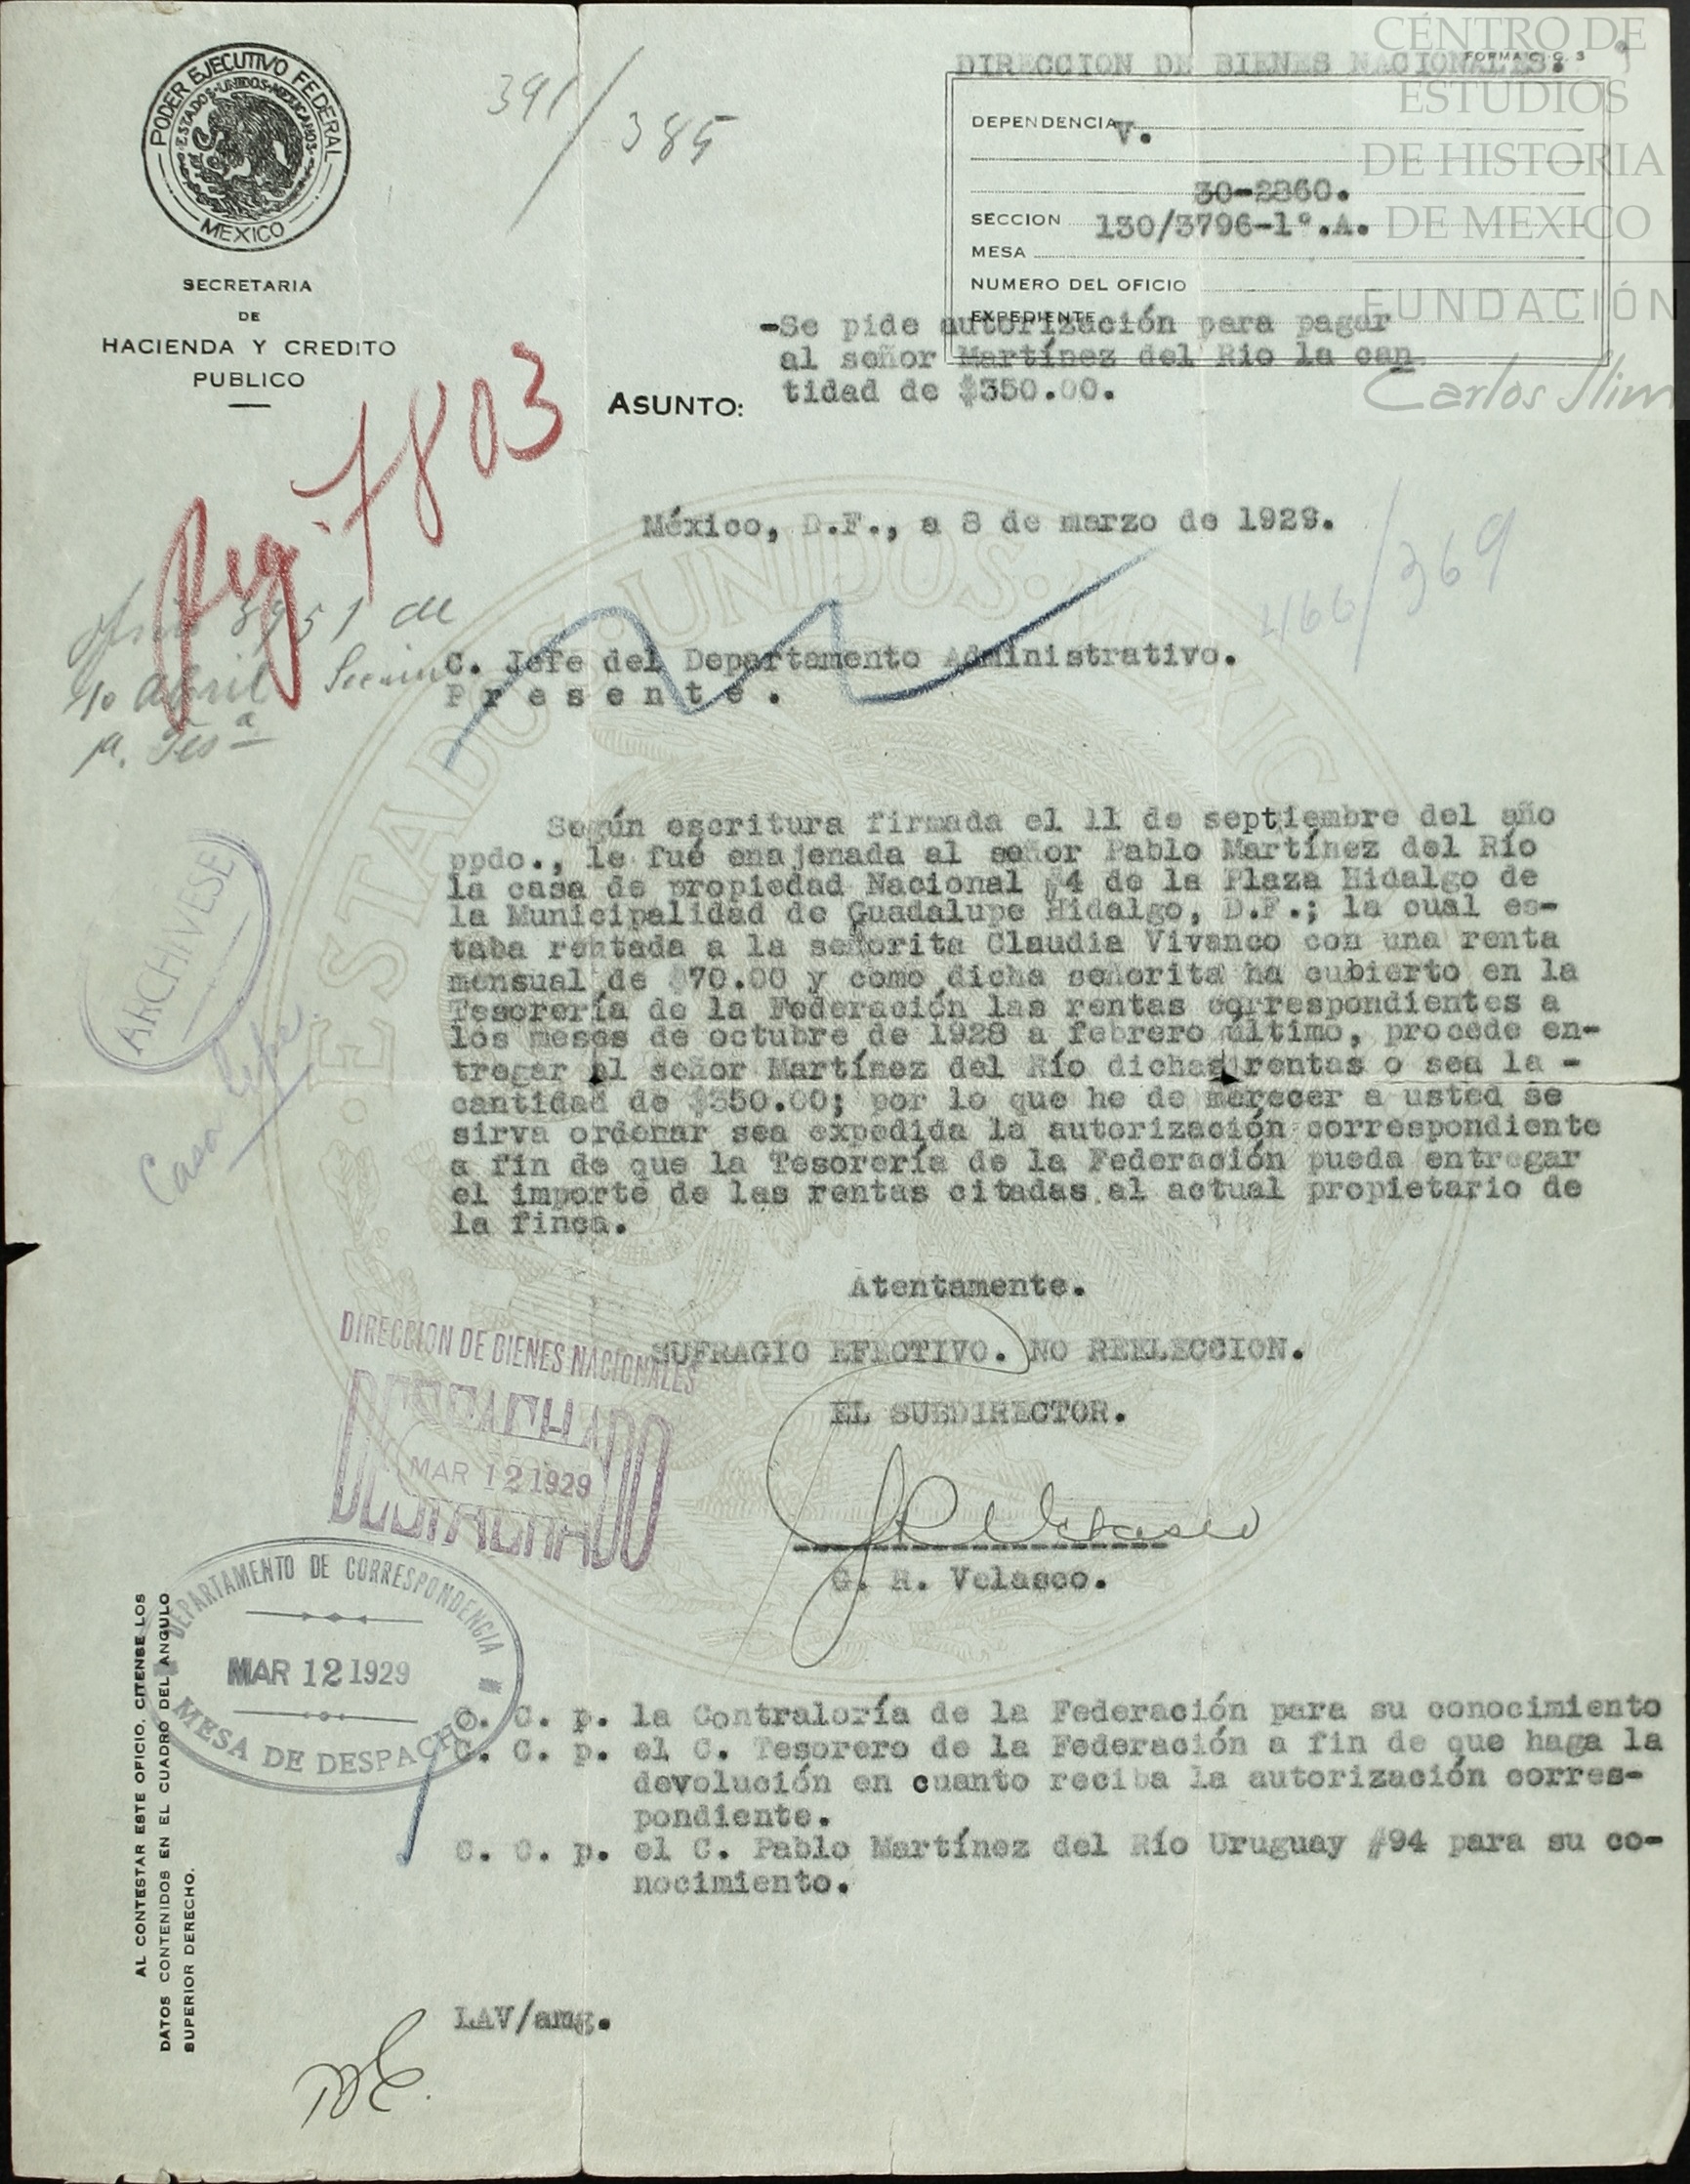 PODER EJECUTIVO FEDERAL
ESTADOS-UNIDOS-MEXICANOS
MEXICO
SECRETARIA
DE
HACIENDA Y CREDITO
PUBLICO
391/385
DIRECCION DE BIENES NACIONALES.
DEPENDENCIA V.
30-2860.
SECCION 130/3796-1º.A.
MESA
NUMERO DEL OFICIO
EXPEDIENTE
CENTRO DE
ESTUDIOS
DE HISTORIA
DE MEXICO
FUNDACIÓN
Carlos Slim
ASUNTO:
-Se pide autorización para pagar
al señor Martínez del Rio la can
tidad de $350.00.
Reg. 7803
México, D.F., a 8 de marzo de 1929.
466/369
3951 de
10 Abril
p. Tesª
C. Jefe del Departamento Administrativo.
P r e s e n t e .
ARCHIVESE
Casa
Según escritura firmada el 11 de septiembre del año
ppdo., le fué enajenada al señor Pablo Martínez del Río
la casa de propiedad Nacional #4 de la Plaza Hidalgo de
la Municipalidad de Guadalupe Hidalgo, D.F.; la cual es-
taba rentada a la señorita Claudia Vivanco con una renta
mensual de $70.00 y como dicha señorita ha cubierto en la
Tesorería de la Federación las rentas correspondientes a
los meses de octubre de 1928 a febrero último, procede en-
tregar al señor Martínez del Río dichas rentas o sea la -
cantidad de $350.00; por lo que he de merecer a usted se
sirva ordenar sea expedida la autorización correspondiente
a fin de que la Tesorería de la Federación pueda entregar
el importe de las rentas citadas al actual propietario de
la finca.
Atentamente.
SUFRAGIO EFECTIVO. NO REELECCION.
EL SUBDIRECTOR.
G. R. Velasco.
DIRECCION DE BIENES NACIONALES
DESPACHADO
MAR 12 1929
DESPACHADO
DEPARTAMENTO DE CORRESPONDENCIA
MAR 12 1929
MESA DE DESPACHO
C. C. p. la Contraloría de la Federación para su conocimiento
C. C. p. el C. Tesorero de la Federación a fin de que haga la
devolución en cuanto reciba la autorización corres-
pondiente.
C. C. p. el C. Pablo Martínez del Río Uruguay #94 para su co-
nocimiento.
LAV/amg.
AL CONTESTAR ESTE OFICIO, CITENSE LOS
DATOS CONTENIDOS EN EL CUADRO DEL ANGULO
SUPERIOR DERECHO.